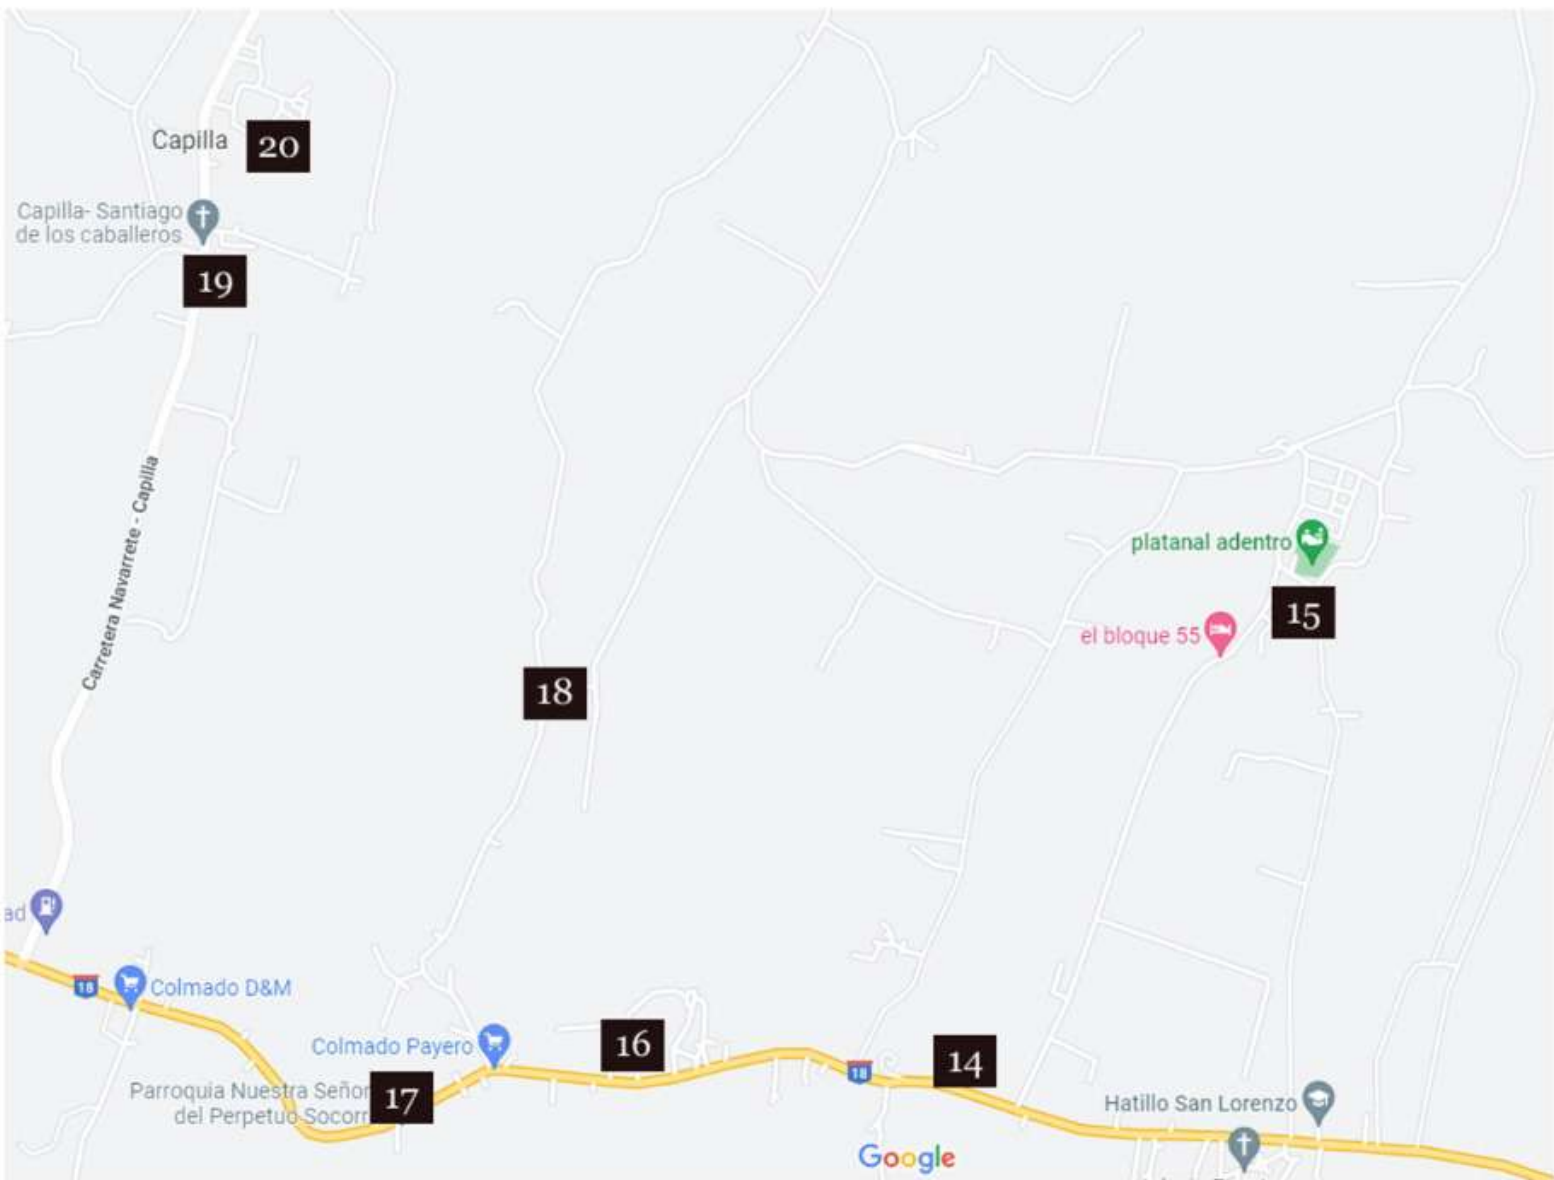 Capilla
20
Capilla- Santiago
de los caballeros
19
Carretera Navarrete - Capilla
platanal adentro
15
el bloque 55
18
ad
18
Colmado D&M
Colmado Payero
16
18
14
Parroquia Nuestra Señor
del Perpetuo Socorr
17
Hatillo San Lorenzo
Google